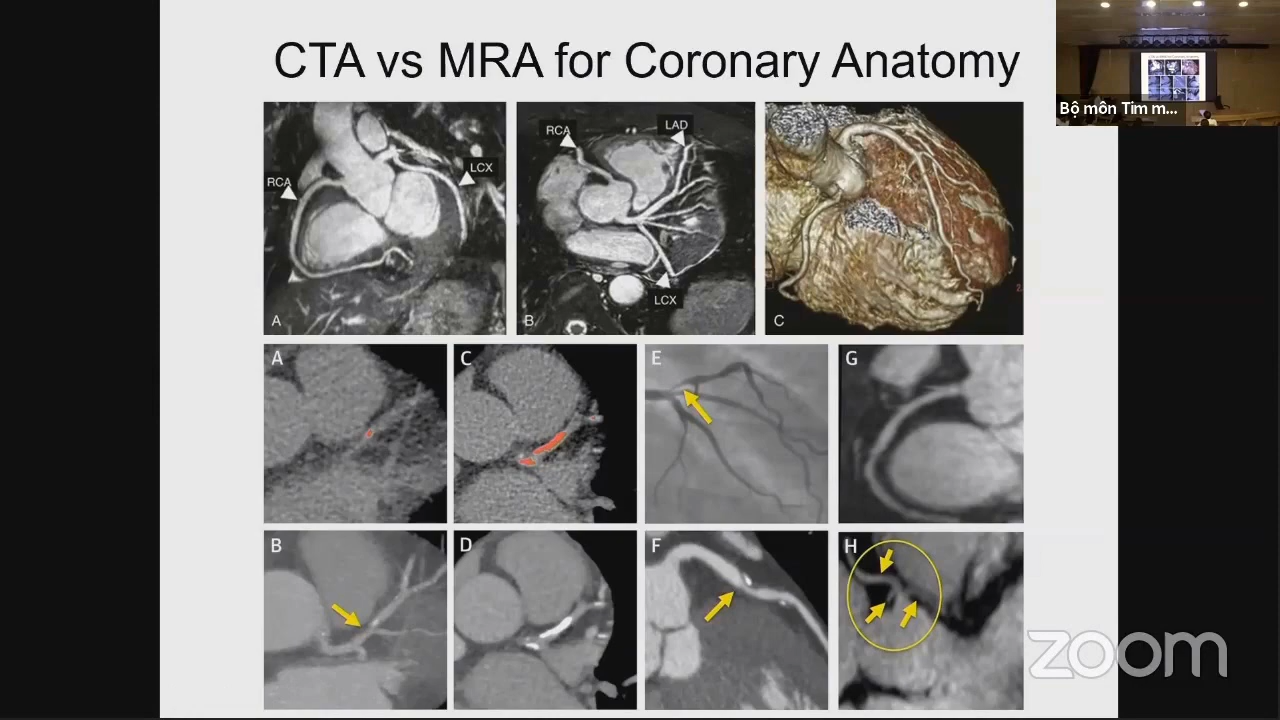 CTA vs MRA for Coronary Anatomy
Bộ môn Tim m...
RCA
LCX
A
RCA
LAD
LCX
B
C
A
C
E
G
B
D
F
H
zoom